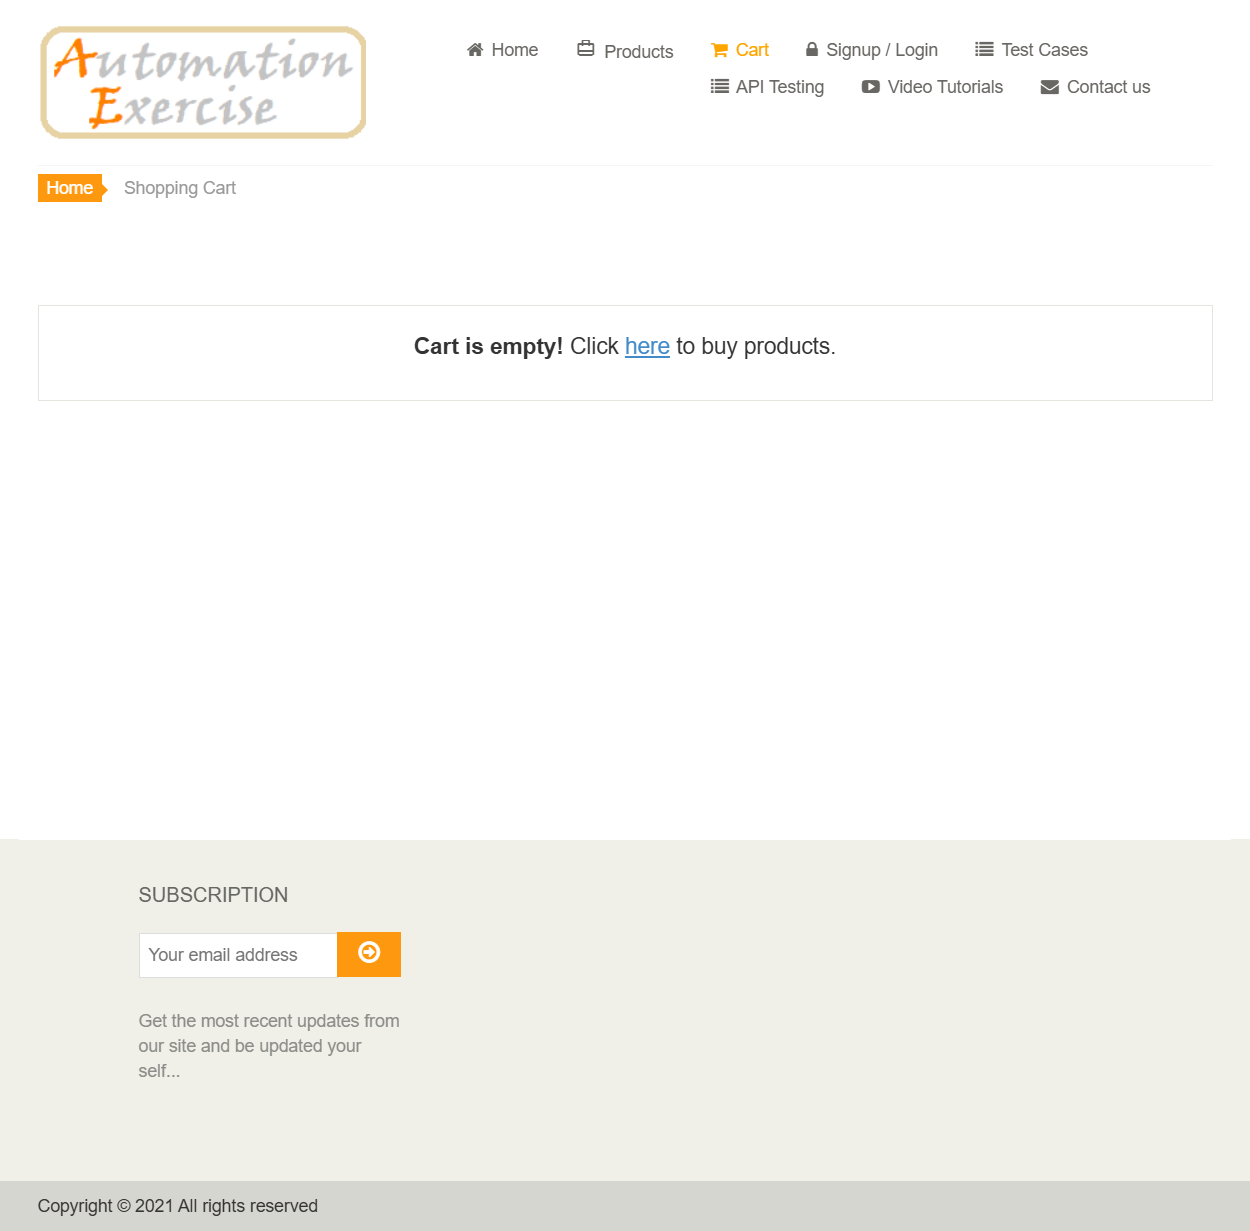 Automation
Exercise
Home
Products
Cart
Signup / Login
Test Cases
API Testing
Video Tutorials
Contact us
Home
Shopping Cart
Cart is empty! Click here to buy products.
SUBSCRIPTION
Your email address
Get the most recent updates from
our site and be updated your
self...
Copyright © 2021 All rights reserved